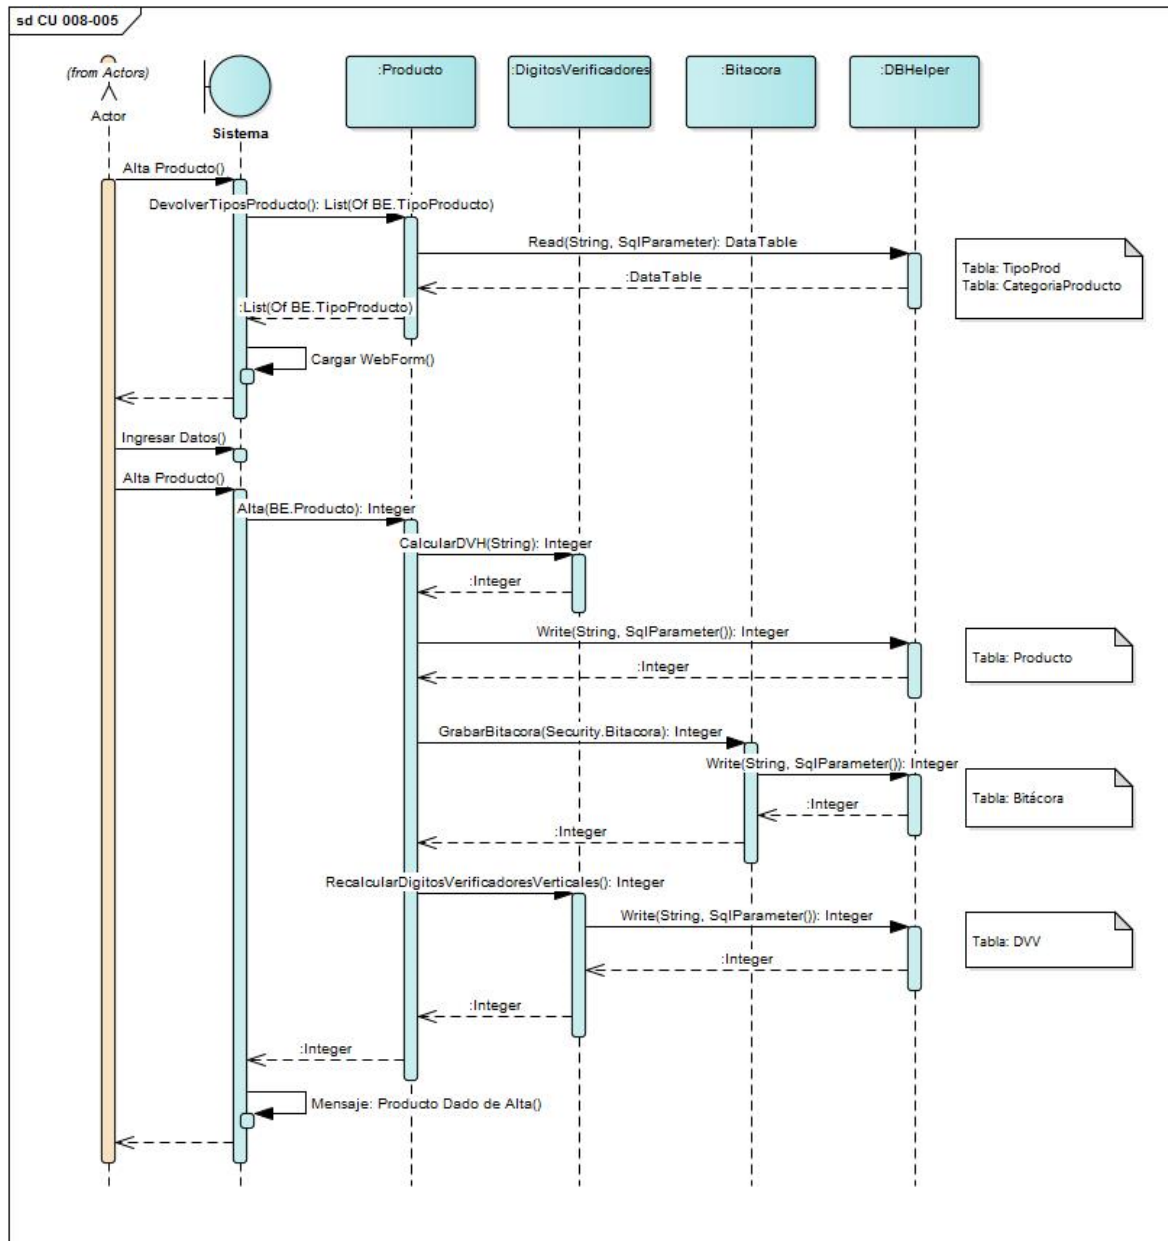 sd CU 008-005
(from Actors)
Actor
Sistema
:Producto
:DigitosVerificadores
:Bitacora
:DBHelper
Alta Producto()
DevolverTiposProducto(): List(Of BE.TipoProducto)
Read(String, SqlParameter): DataTable
Tabla: TipoProd
Tabla: CategoriaProducto
:DataTable
:List(Of BE.TipoProducto)
Cargar WebForm()
Ingresar Datos()
Alta Producto()
Alta(BE.Producto): Integer
CalcularDVH(String): Integer
:Integer
Write(String, SqlParameter()): Integer
Tabla: Producto
:Integer
GrabarBitacora(Security.Bitacora): Integer
Write(String, SqlParameter()): Integer
Tabla: Bitácora
:Integer
:Integer
RecalcularDigitosVerificadoresVerticales(): Integer
Write(String, SqlParameter()): Integer
Tabla: DVV
:Integer
:Integer
:Integer
Mensaje: Producto Dado de Alta()